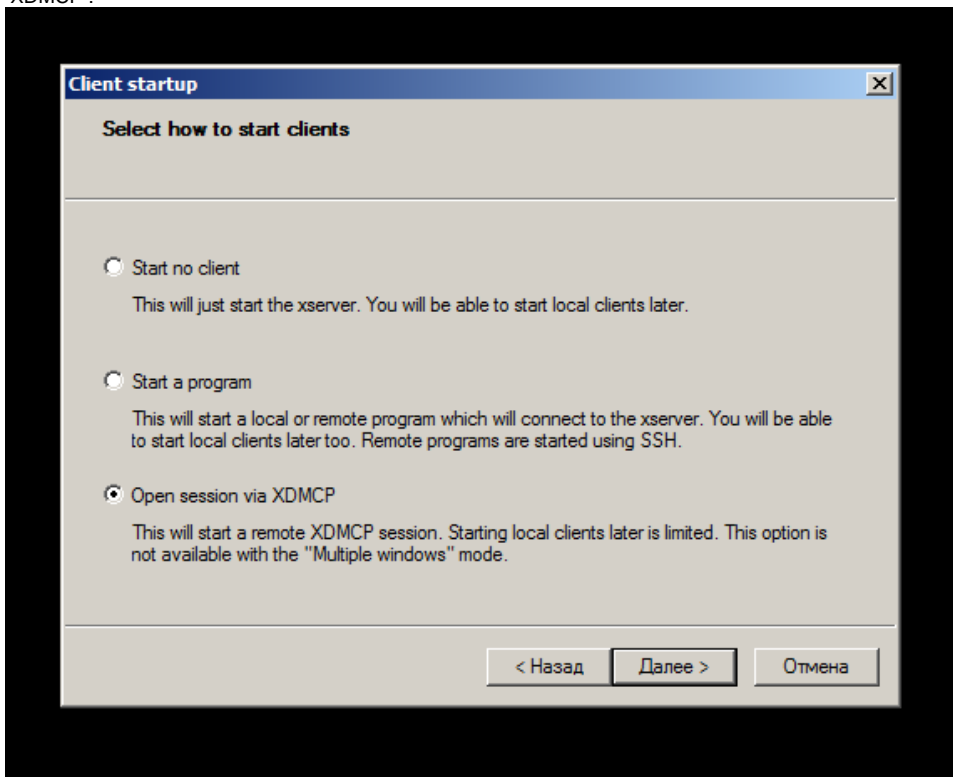 "XDMCP".
Client startup
Select how to start clients
Start no client
This will just start the xserver. You will be able to start local clients later.
Start a program
This will start a local or remote program which will connect to the xserver. You will be able
to start local clients later too. Remote programs are started using SSH.
Open session via XDMCP
This will start a remote XDMCP session. Starting local clients later is limited. This option is
not available with the "Multiple windows" mode.
< Назад
Далее >
Отмена